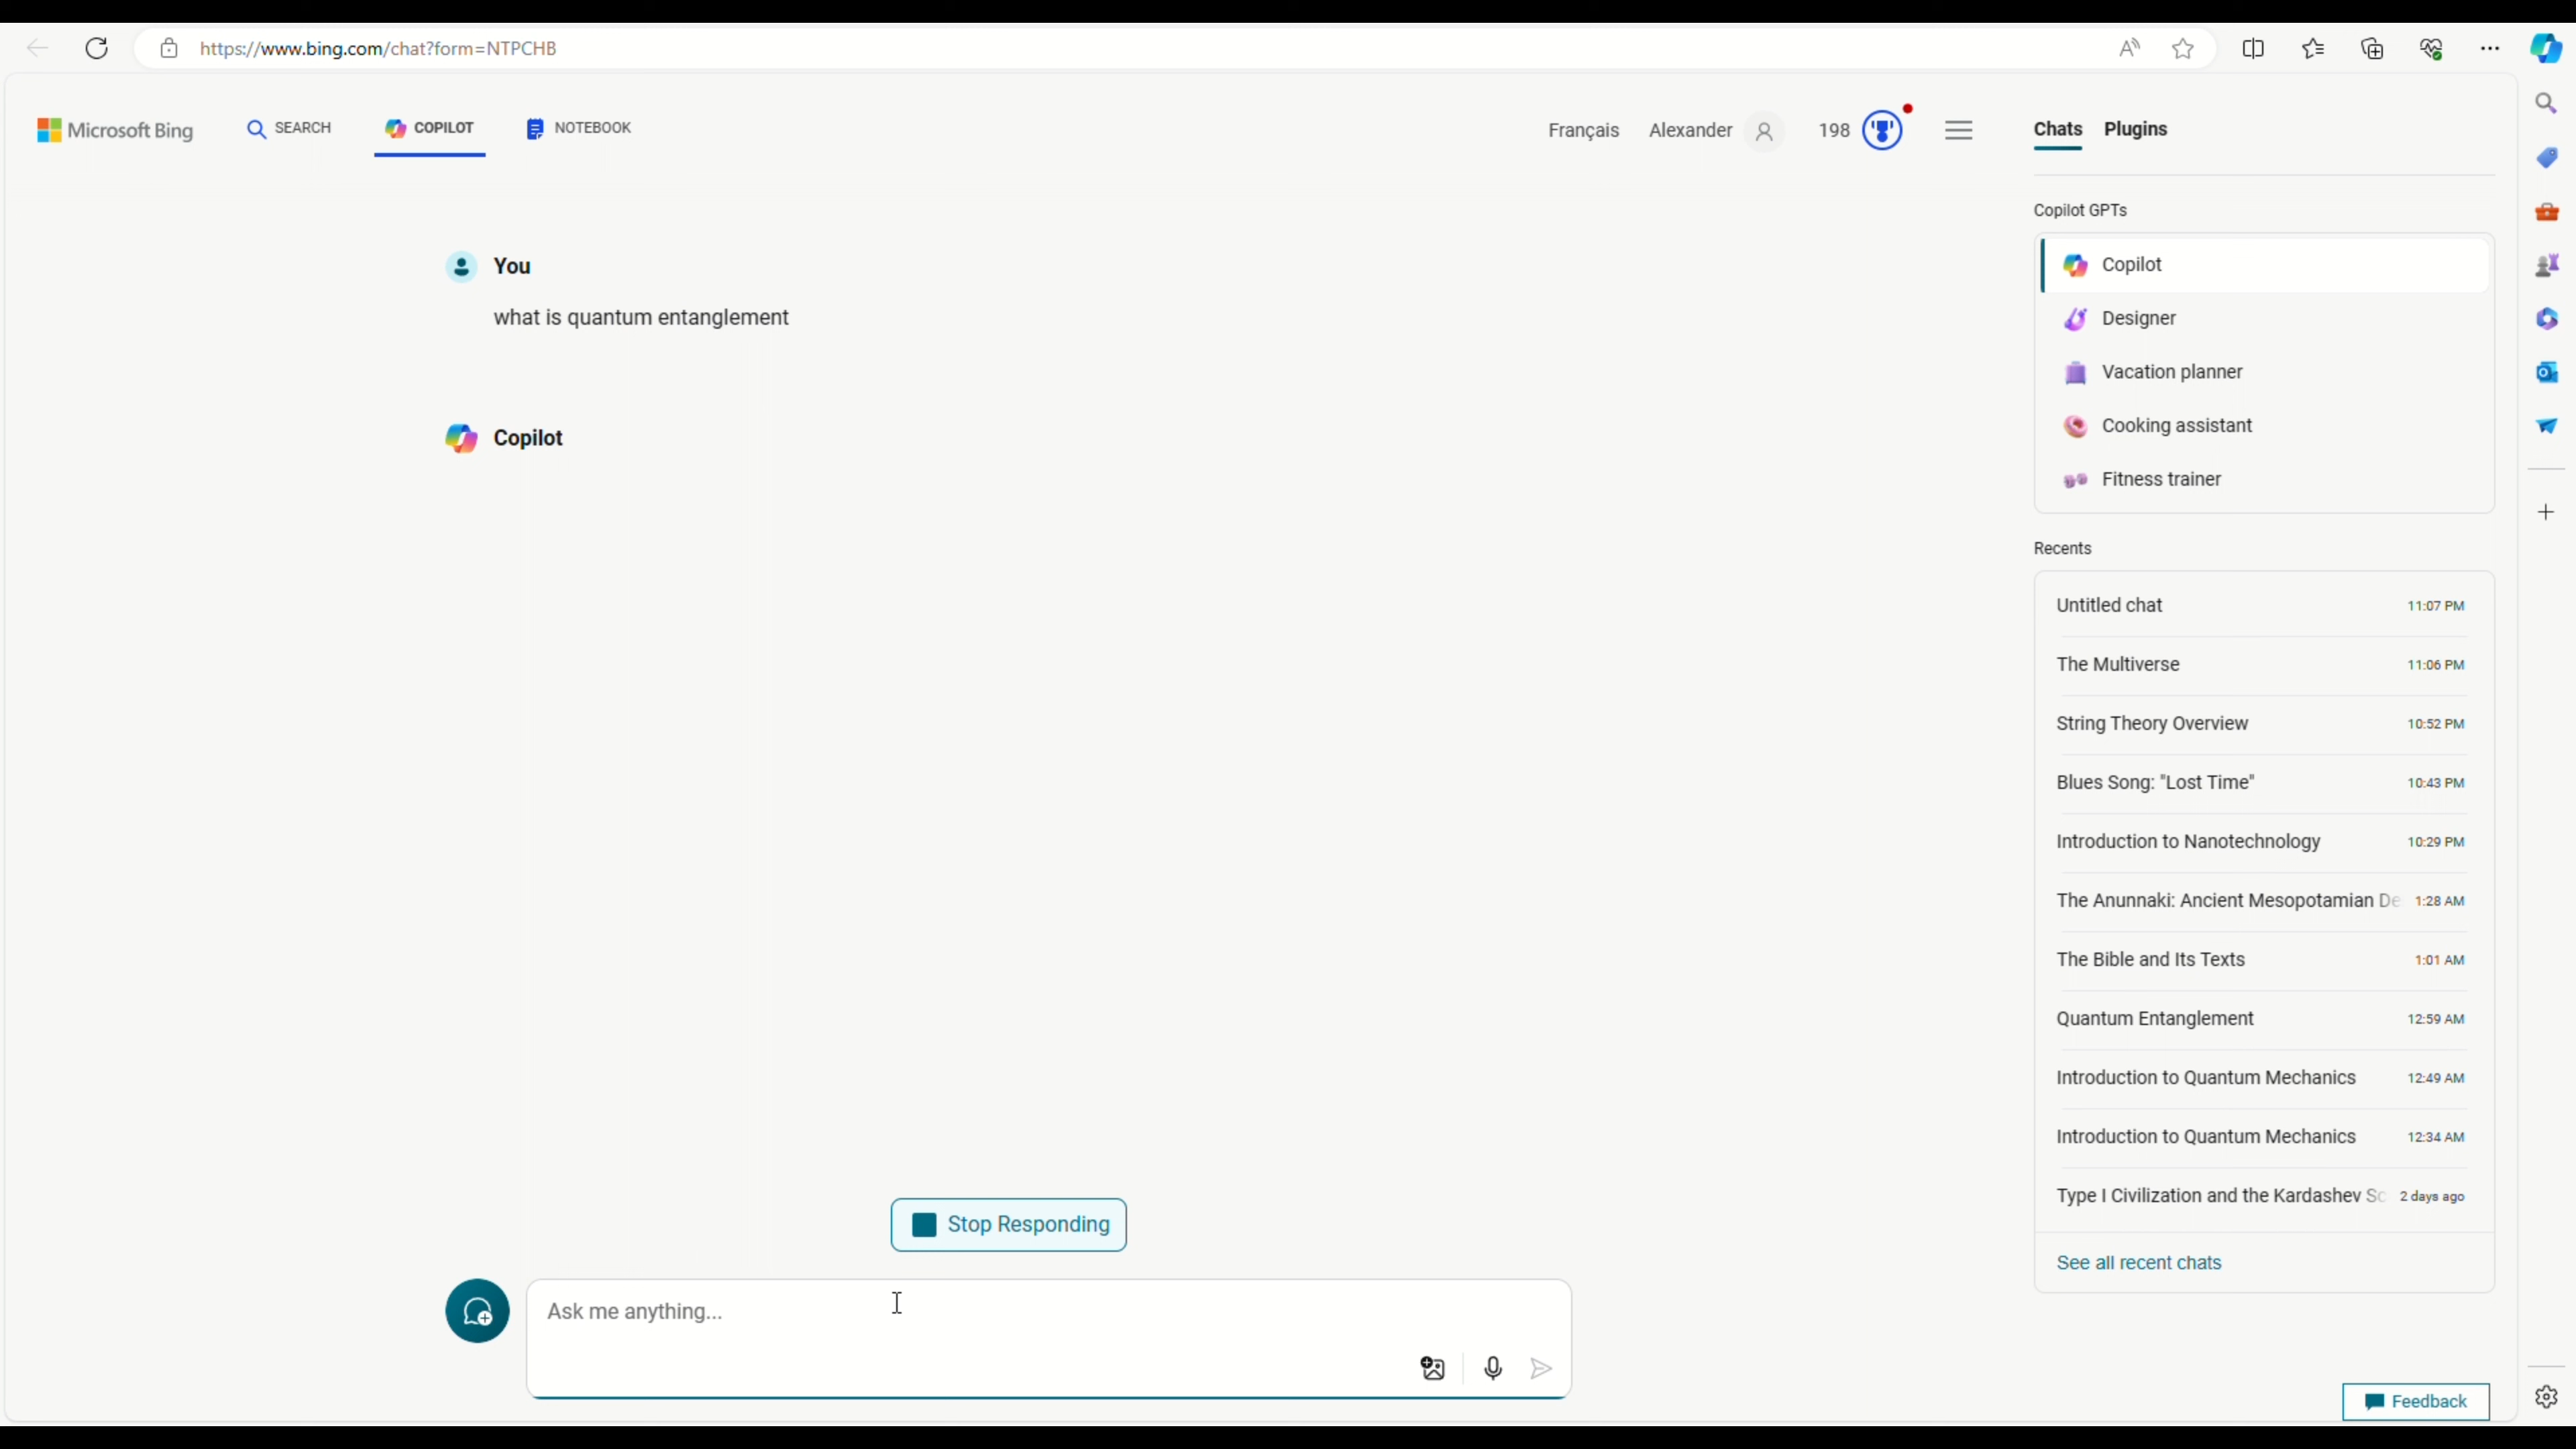 https://www.bing.com/chat?form=NTPCHB
Microsoft Bing
SEARCH
COPILOT
NOTEBOOK
Français
Alexander
198
Chats
Plugins
You
what is quantum entanglement
Copilot
Stop Responding
Ask me anything...
Copilot GPTs
Copilot
Designer
Vacation planner
Cooking assistant
Fitness trainer
Recents
Untitled chat 11:07 PM
The Multiverse 11:06 PM
String Theory Overview 10:52 PM
Blues Song: "Lost Time" 10:43 PM
Introduction to Nanotechnology 10:29 PM
The Anunnaki: Ancient Mesopotamian De 1:28 AM
The Bible and Its Texts 1:01 AM
Quantum Entanglement 12:59 AM
Introduction to Quantum Mechanics 12:49 AM
Introduction to Quantum Mechanics 12:34 AM
Type I Civilization and the Kardashev Sc 2 days ago
See all recent chats
Feedback